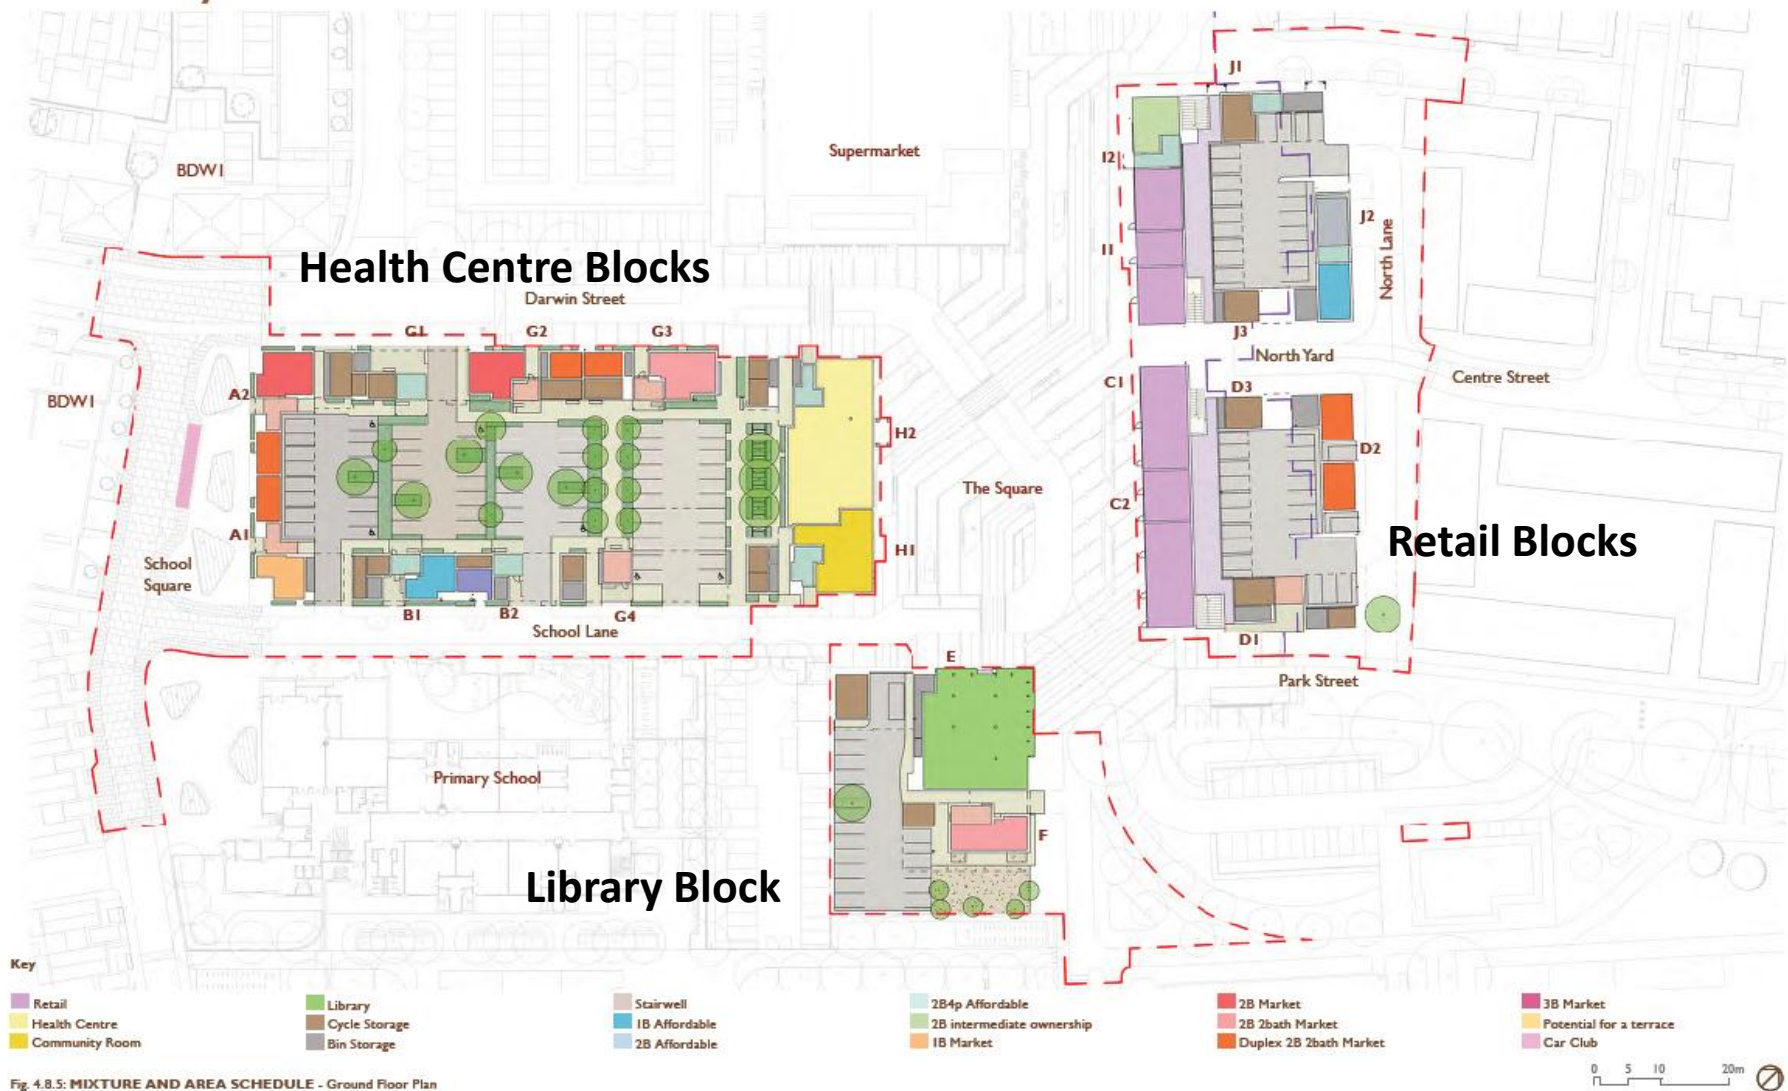 J1
Supermarket
I2
BDW1
J2
North Lane
I1
Health Centre Blocks
Darwin Street
G1
G2
G3
J3
North Yard
Centre Street
C1
D3
A2
BDW1
H2
D2
The Square
C2
Retail Blocks
A1
H1
School
Square
B1
B2
G4
School Lane
D1
E
Park Street
Primary School
F
Library Block
Key
Retail
Health Centre
Community Room
Library
Cycle Storage
Bin Storage
Stairwell
1B Affordable
2B Affordable
2B4p Affordable
2B intermediate ownership
1B Market
2B Market
2B 2bath Market
Duplex 2B 2bath Market
3B Market
Potential for a terrace
Car Club
0 5 10 20m
Fig. 4.8.5: MIXTURE AND AREA SCHEDULE - Ground Floor Plan